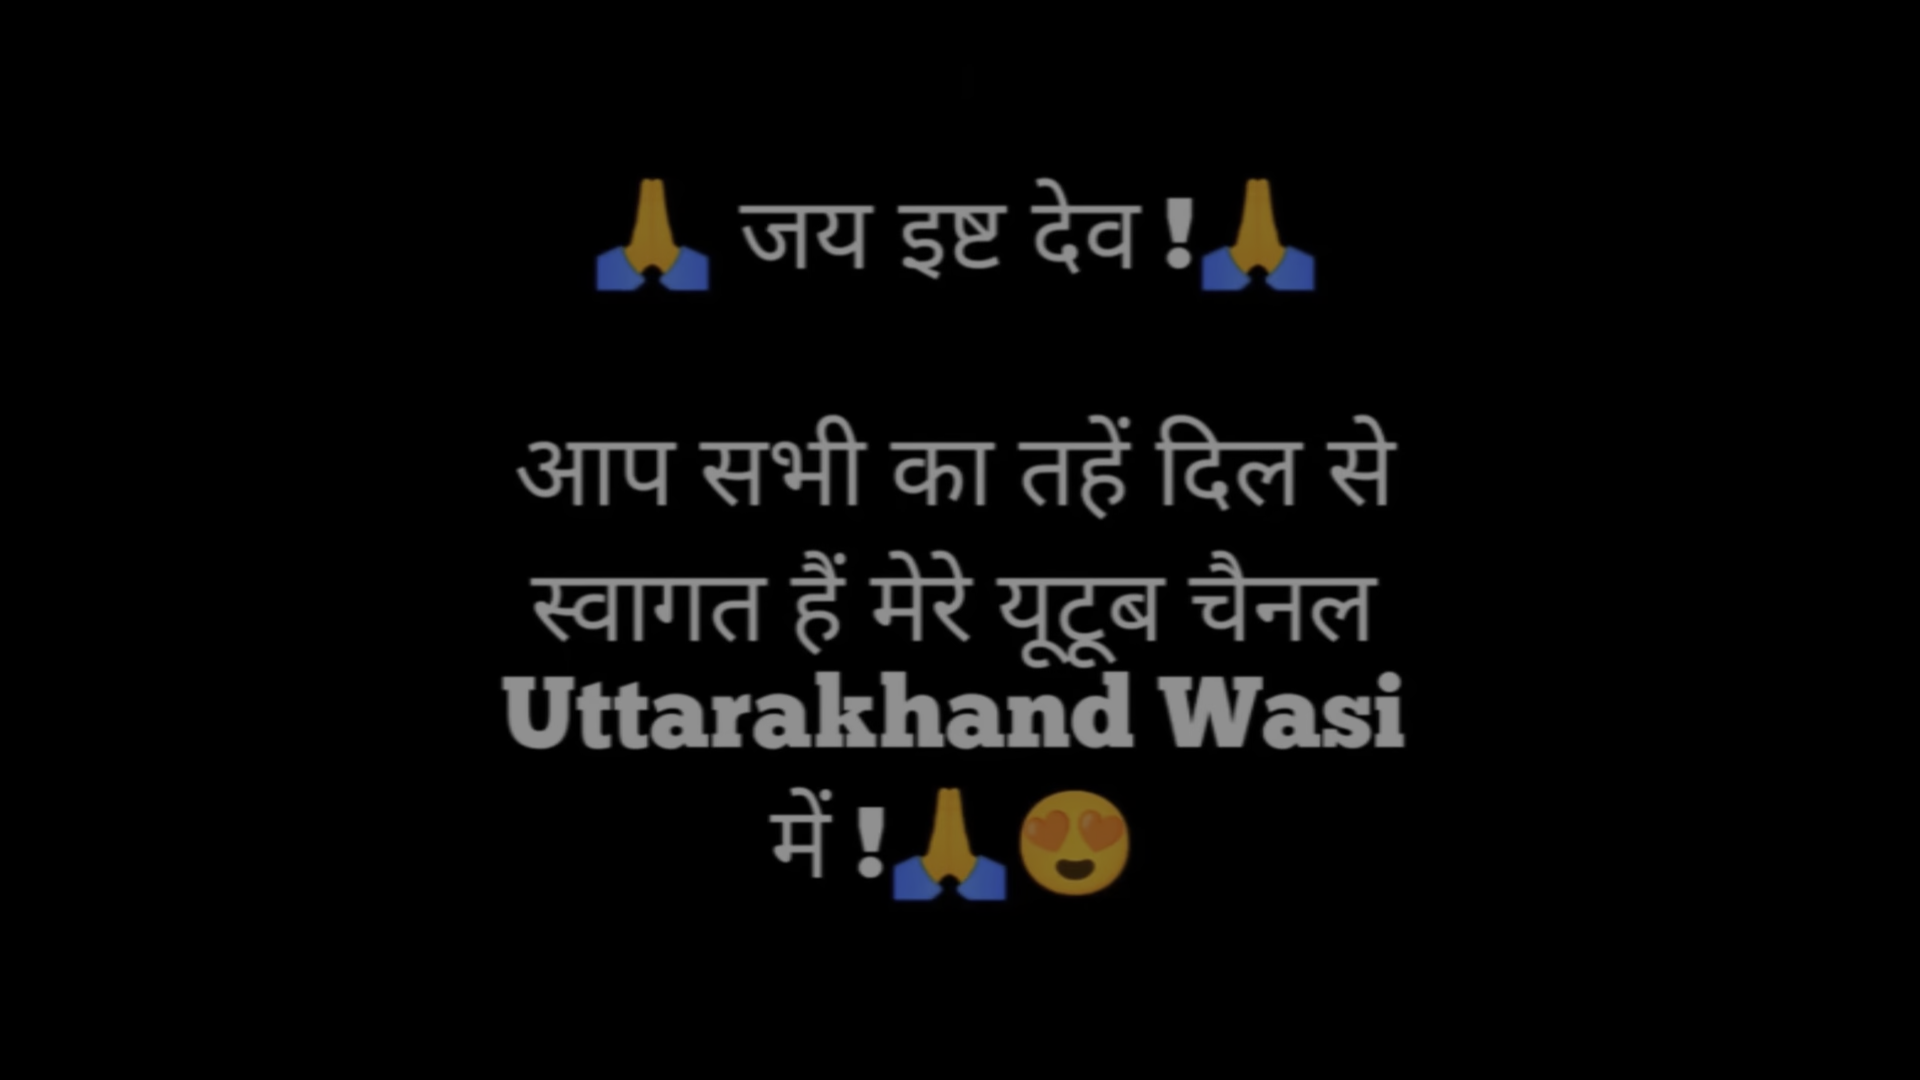 🙏 जय इष्ट देव !🙏
आप सभी का तहें दिल से
स्वागत हैं मेरे यूटूब चैनल
Uttarakhand Wasi
में !🙏😍